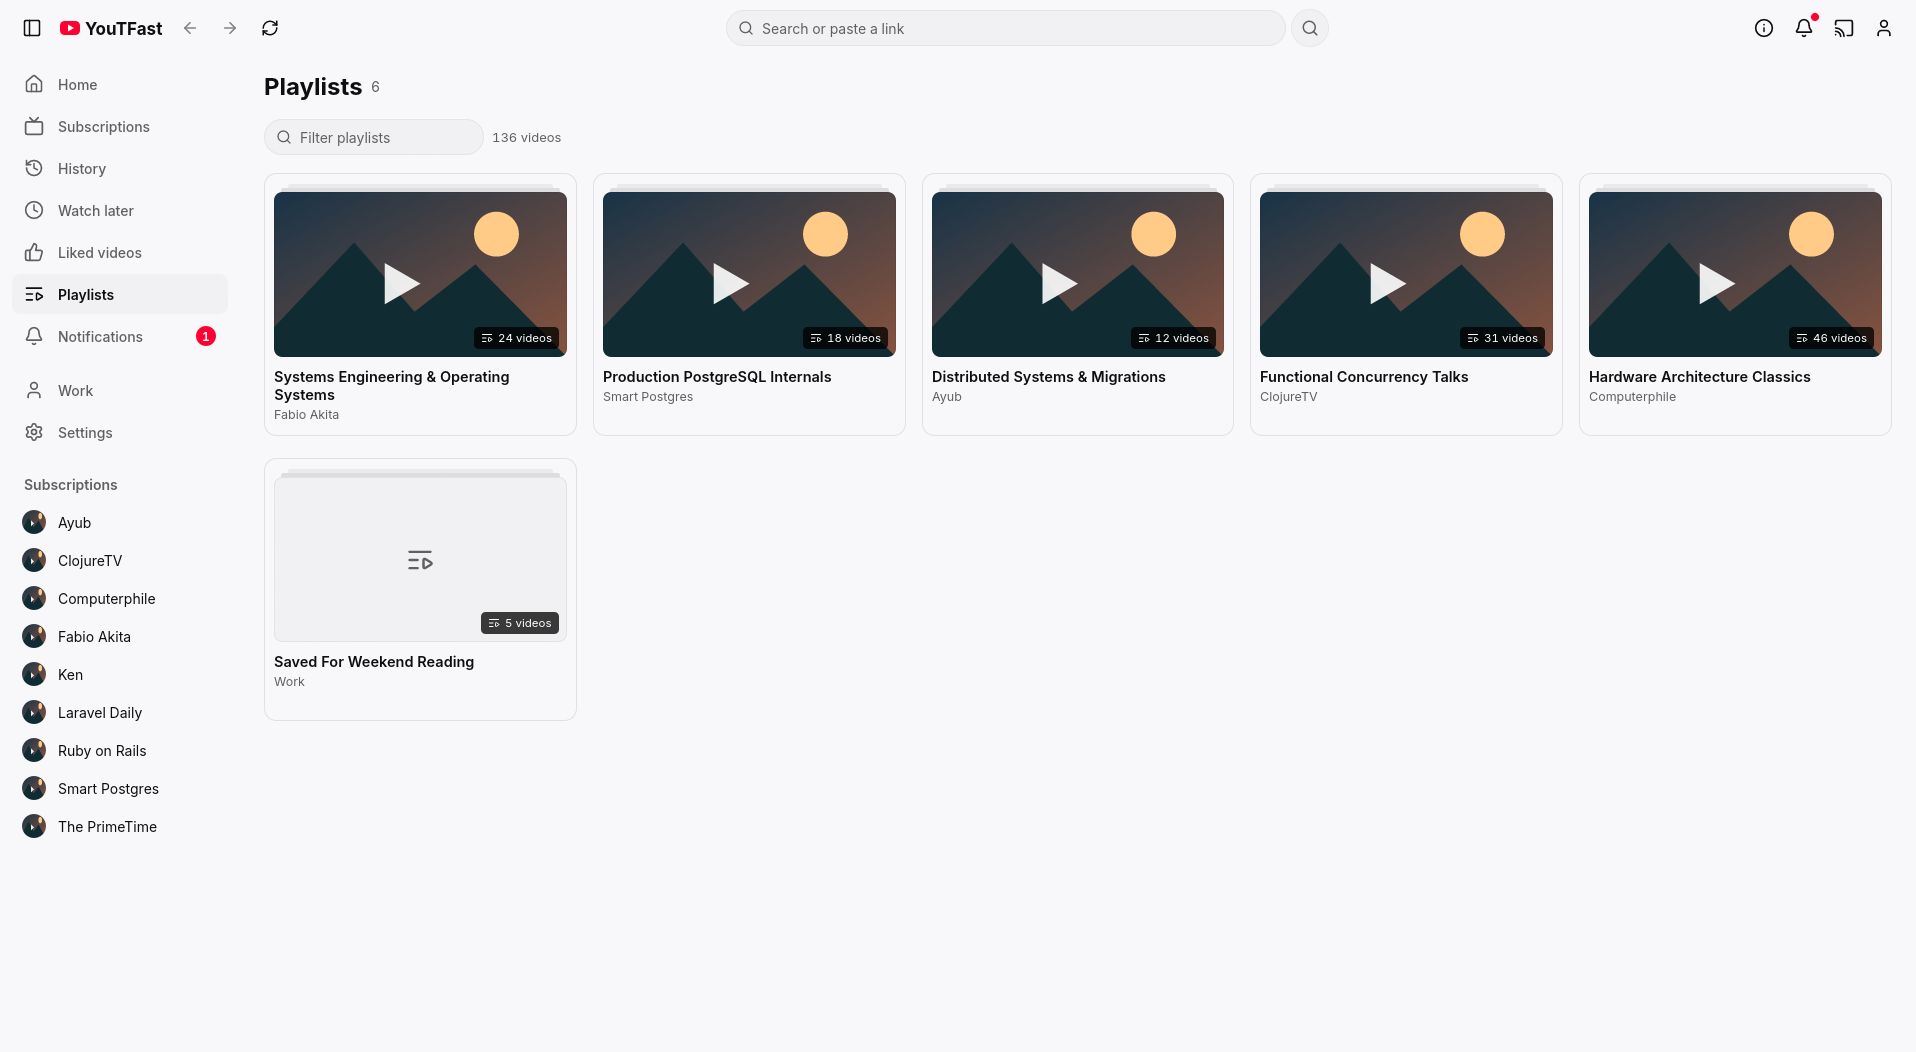 YouTFast
Search or paste a link
Home
Subscriptions
History
Watch later
Liked videos
Playlists
Notifications 1
Work
Settings
Subscriptions
Ayub
ClojureTV
Computerphile
Fabio Akita
Ken
Laravel Daily
Ruby on Rails
Smart Postgres
The PrimeTime
Playlists 6
Filter playlists
136 videos
24 videos
Systems Engineering & Operating
Systems
Fabio Akita
18 videos
Production PostgreSQL Internals
Smart Postgres
12 videos
Distributed Systems & Migrations
Ayub
31 videos
Functional Concurrency Talks
ClojureTV
46 videos
Hardware Architecture Classics
Computerphile
5 videos
Saved For Weekend Reading
Work